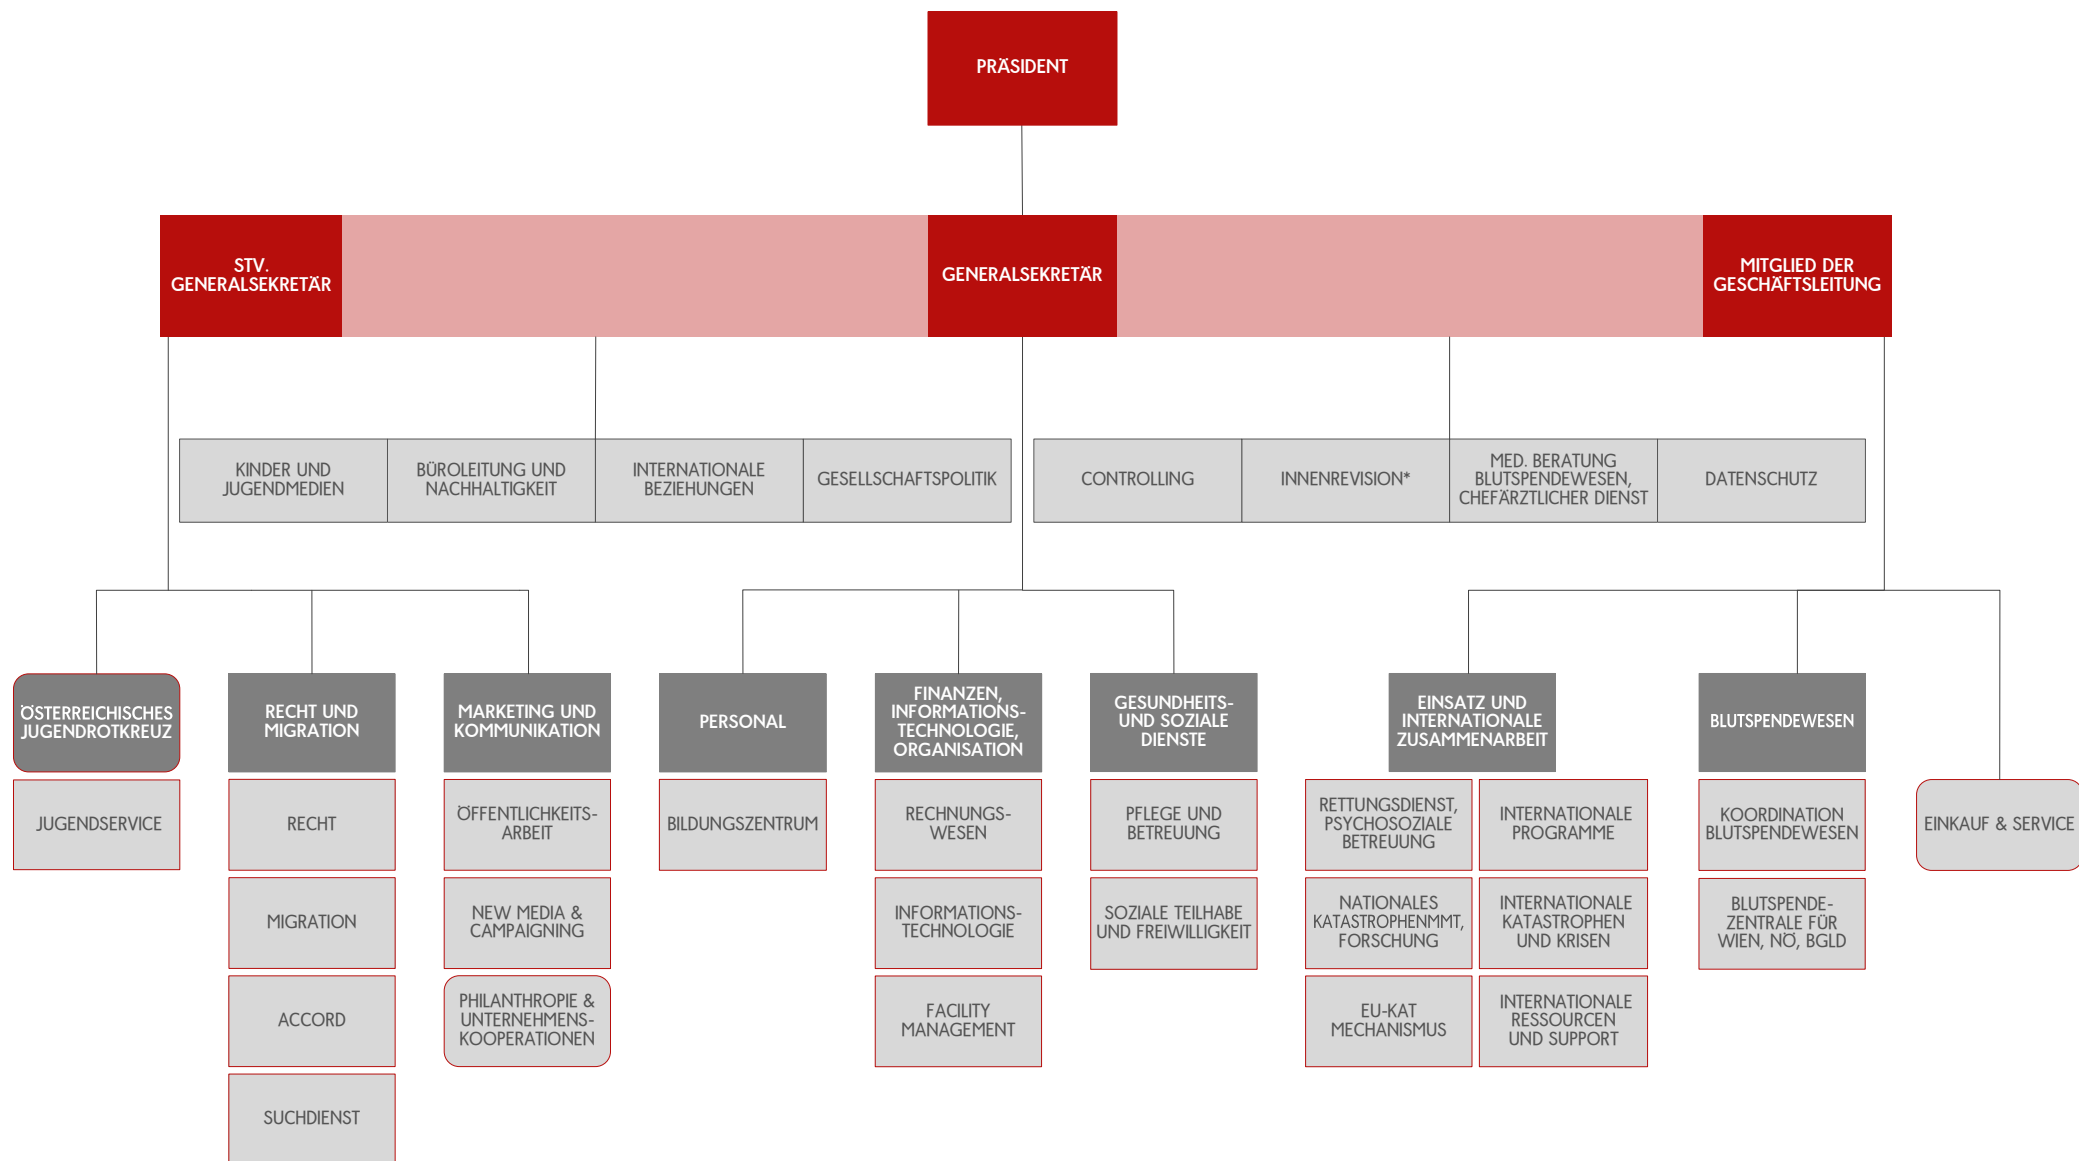 PRÄSIDENT
STV.
GENERALSEKRETÄR
GENERALSEKRETÄR
MITGLIED DER
GESCHÄFTSLEITUNG
KINDER UND
JUGENDMEDIEN
BÜROLEITUNG UND
NACHHALTIGKEIT
INTERNATIONALE
BEZIEHUNGEN
GESELLSCHAFTSPOLITIK
CONTROLLING
INNENREVISION*
MED. BERATUNG
BLUTSPENDEWESEN,
CHEFÄRZTLICHER DIENST
DATENSCHUTZ
ÖSTERREICHISCHES
JUGENDROTKREUZ
JUGENDSERVICE
RECHT UND
MIGRATION
RECHT
MIGRATION
ACCORD
SUCHDIENST
MARKETING UND
KOMMUNIKATION
ÖFFENTLICHKEITS-
ARBEIT
NEW MEDIA &
CAMPAIGNING
PHILANTHROPIE &
UNTERNEHMENS-
KOOPERATIONEN
PERSONAL
BILDUNGSZENTRUM
FINANZEN,
INFORMATIONS-
TECHNOLOGIE,
ORGANISATION
RECHNUNGS-
WESEN
INFORMATIONS-
TECHNOLOGIE
FACILITY
MANAGEMENT
GESUNDHEITS-
UND SOZIALE
DIENSTE
PFLEGE UND
BETREUUNG
SOZIALE TEILHABE
UND FREIWILLIGKEIT
EINSATZ UND
INTERNATIONALE
ZUSAMMENARBEIT
RETTUNGSDIENST,
PSYCHOSOZIALE
BETREUUNG
NATIONALES
KATASTROPHENMMT,
FORSCHUNG
EU-KAT
MECHANISMUS
INTERNATIONALE
PROGRAMME
INTERNATIONALE
KATASTROPHEN
UND KRISEN
INTERNATIONALE
RESSOURCEN
UND SUPPORT
BLUTSPENDEWESEN
KOORDINATION
BLUTSPENDEWESEN
BLUTSPENDE-
ZENTRALE FÜR
WIEN, NÖ, BGLD
EINKAUF & SERVICE